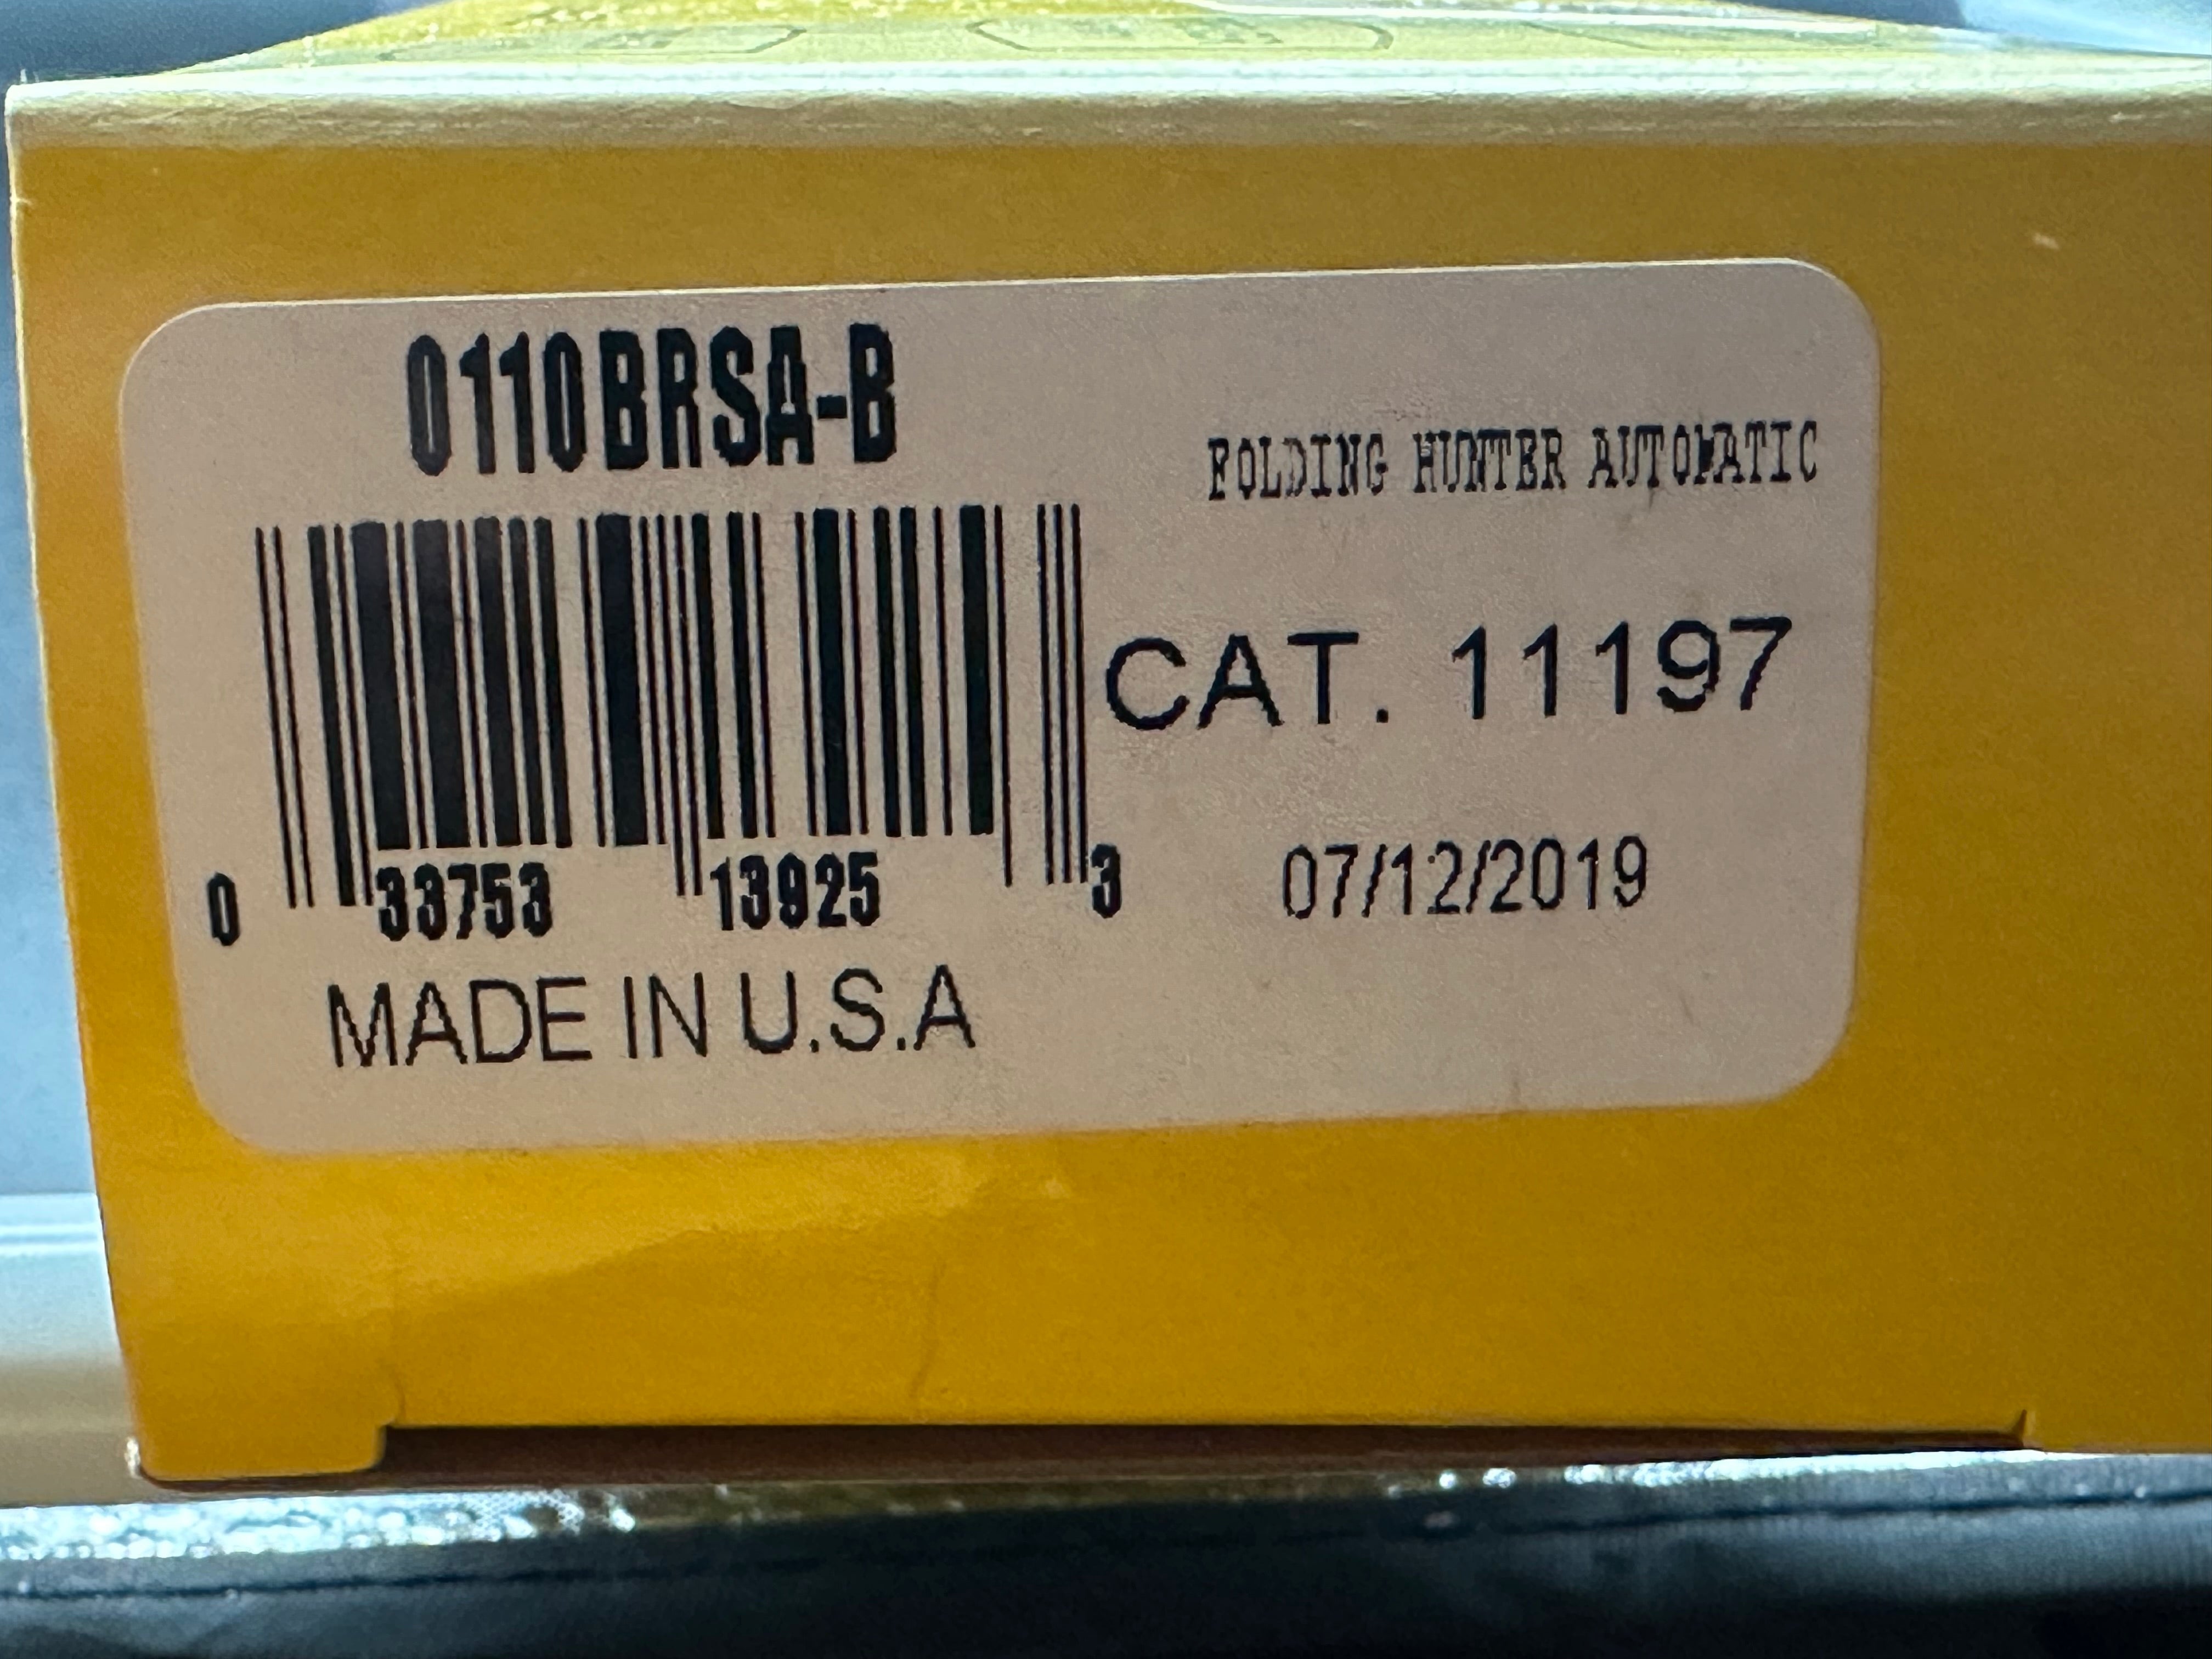 0110BRSA-B
FOLDING HUNTER AUTOMATIC
CAT. 11197
0 33753 13925 3
07/12/2019
MADE IN U.S.A